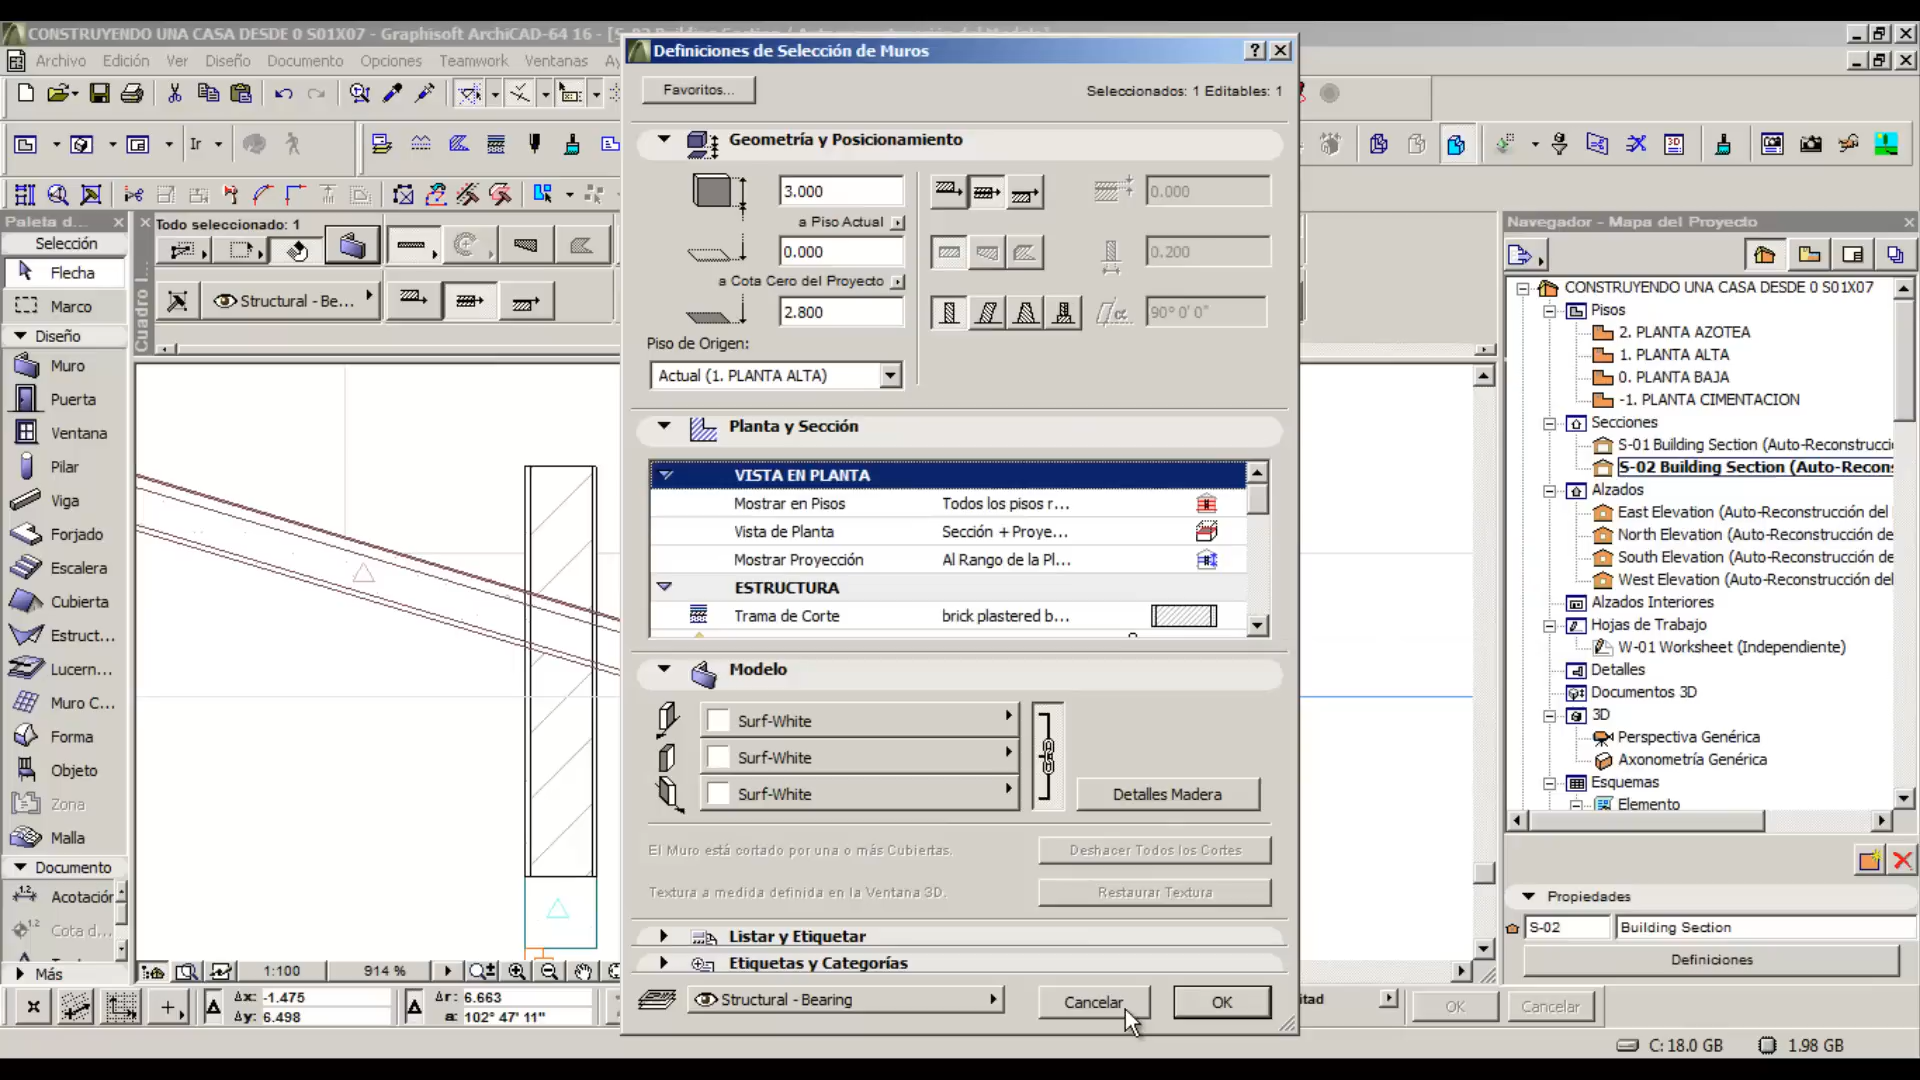 CONSTRUYENDO UNA CASA DESDE 0 S01X07 - Graphisoft ArchiCAD-64 16 - [S-
Archivo Edición Ver Diseño Documento Opciones Teamwork Ventanas Ay
Definiciones de Selección de Muros
Favoritos...
Seleccionados: 1 Editables: 1
Geometría y Posicionamiento
3.000
0.000
a Piso Actual
0.000
0.200
a Cota Cero del Proyecto
2.800
90° 0' 0"
α
Piso de Origen:
Actual (1. PLANTA ALTA)
Planta y Sección
VISTA EN PLANTA
Mostrar en Pisos Todos los pisos r...
Vista de Planta Sección + Proye...
Mostrar Proyección Al Rango de la Pl...
ESTRUCTURA
Trama de Corte brick plastered b...
Modelo
Surf-White
Surf-White
Surf-White
Detalles Madera
El Muro está cortado por una o más Cubiertas.
Deshacer Todos los Cortes
Textura a medida definida en la Ventana 3D.
Restaurar Textura
Listar y Etiquetar
Etiquetas y Categorías
Structural - Bearing
Cancelar
OK
Ir
Paleta d...
Selección
Flecha
Marco
Diseño
Muro
Puerta
Ventana
Pilar
Viga
Forjado
Escalera
Cubierta
Estruct...
Lucern...
Muro C...
Forma
Objeto
Zona
Malla
Documento
Acotación
Cota d...
Más
Cuadro I...
Todo seleccionado: 1
Structural - Be...
1:100
914 %
Δx: -1.475
Δy: 6.498
Δr: 6.663
a: 102° 47' 11"
Navegador - Mapa del Proyecto
CONSTRUYENDO UNA CASA DESDE 0 S01X07
Pisos
2. PLANTA AZOTEA
1. PLANTA ALTA
0. PLANTA BAJA
-1. PLANTA CIMENTACION
Secciones
S-01 Building Section (Auto-Reconstrucci
S-02 Building Section (Auto-Recons
Alzados
East Elevation (Auto-Reconstrucción del
North Elevation (Auto-Reconstrucción de
South Elevation (Auto-Reconstrucción de
West Elevation (Auto-Reconstrucción del
Alzados Interiores
Hojas de Trabajo
W-01 Worksheet (Independiente)
Detalles
Documentos 3D
3D
Perspectiva Genérica
Axonometría Genérica
Esquemas
Elemento
Propiedades
S-02 Building Section
Definiciones
itad
OK
Cancelar
C: 18.0 GB
1.98 GB